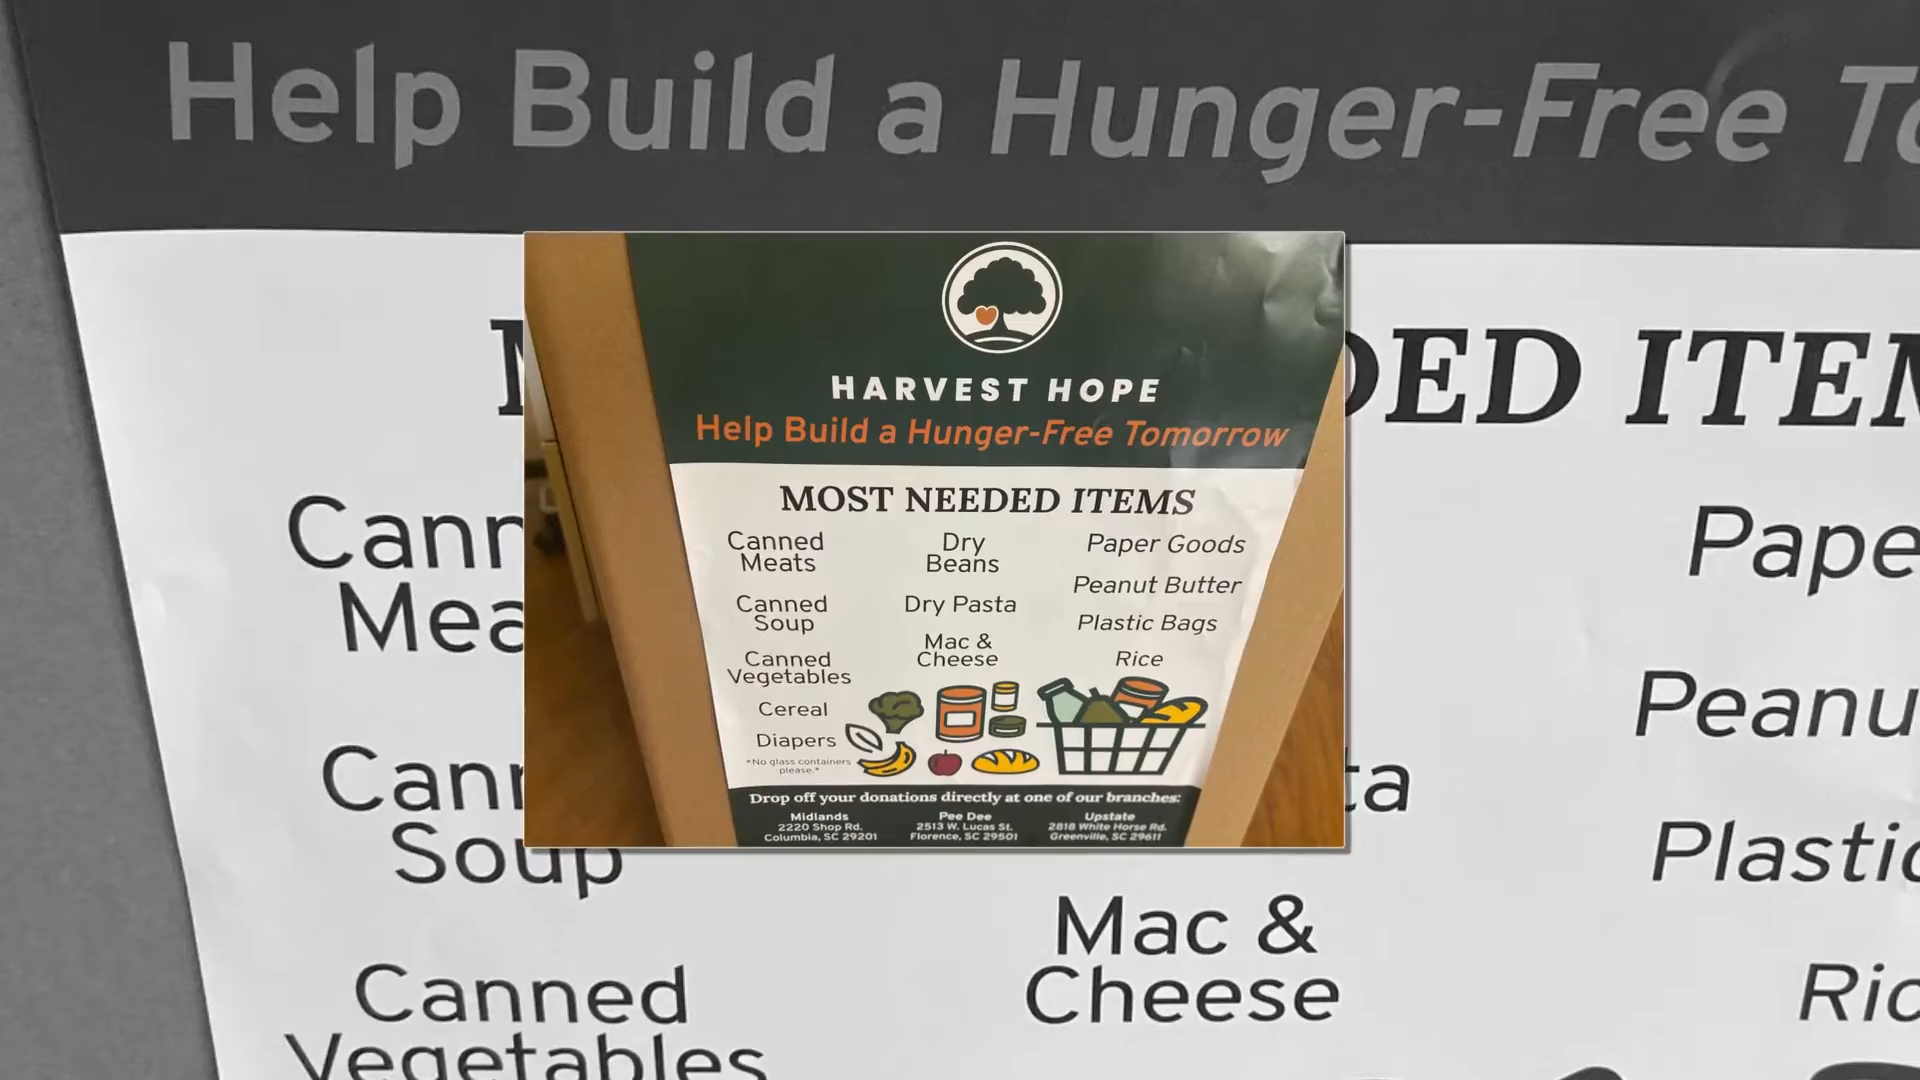 Help Build a Hunger-Free
DED ITEM
Cann
Mea
Cann
Soup
Canned
Vegetables
ta
Mac &
Cheese
Pape
Peanu
Plastic
Ric
HARVEST HOPE
Help Build a Hunger-Free Tomorrow
MOST NEEDED ITEMS
Canned
Meats
Canned
Soup
Canned
Vegetables
Cereal
Diapers
*No glass containers
please.*
Dry
Beans
Dry Pasta
Mac &
Cheese
Paper Goods
Peanut Butter
Plastic Bags
Rice
Drop off your donations directly at one of our branches:
Midlands
2220 Shop Rd.
Columbia, SC 29201
Pee Dee
2513 W. Lucas St.
Florence, SC 29501
Upstate
2818 White Horse Rd.
Greenville, SC 29611